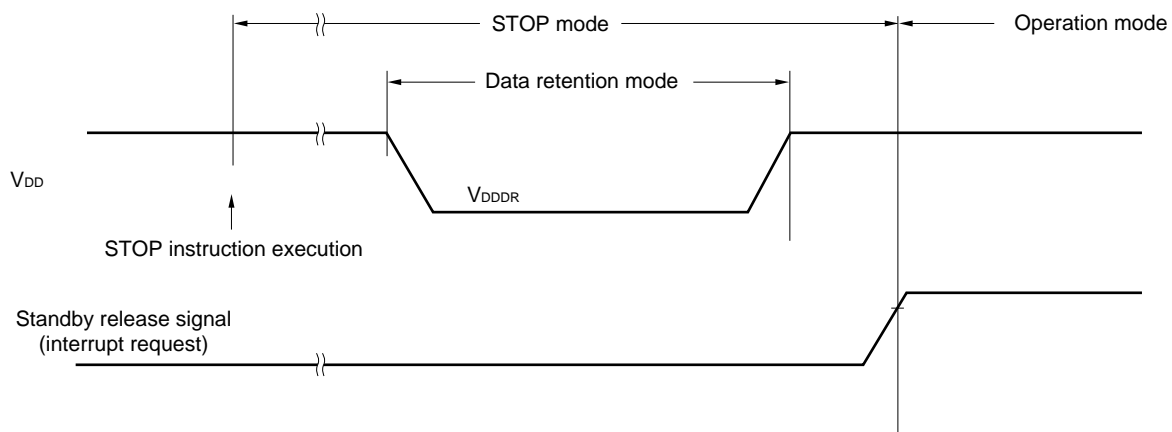 STOP mode
Operation mode
Data retention mode
VDD
VDDDR
STOP instruction execution
Standby release signal
(interrupt request)